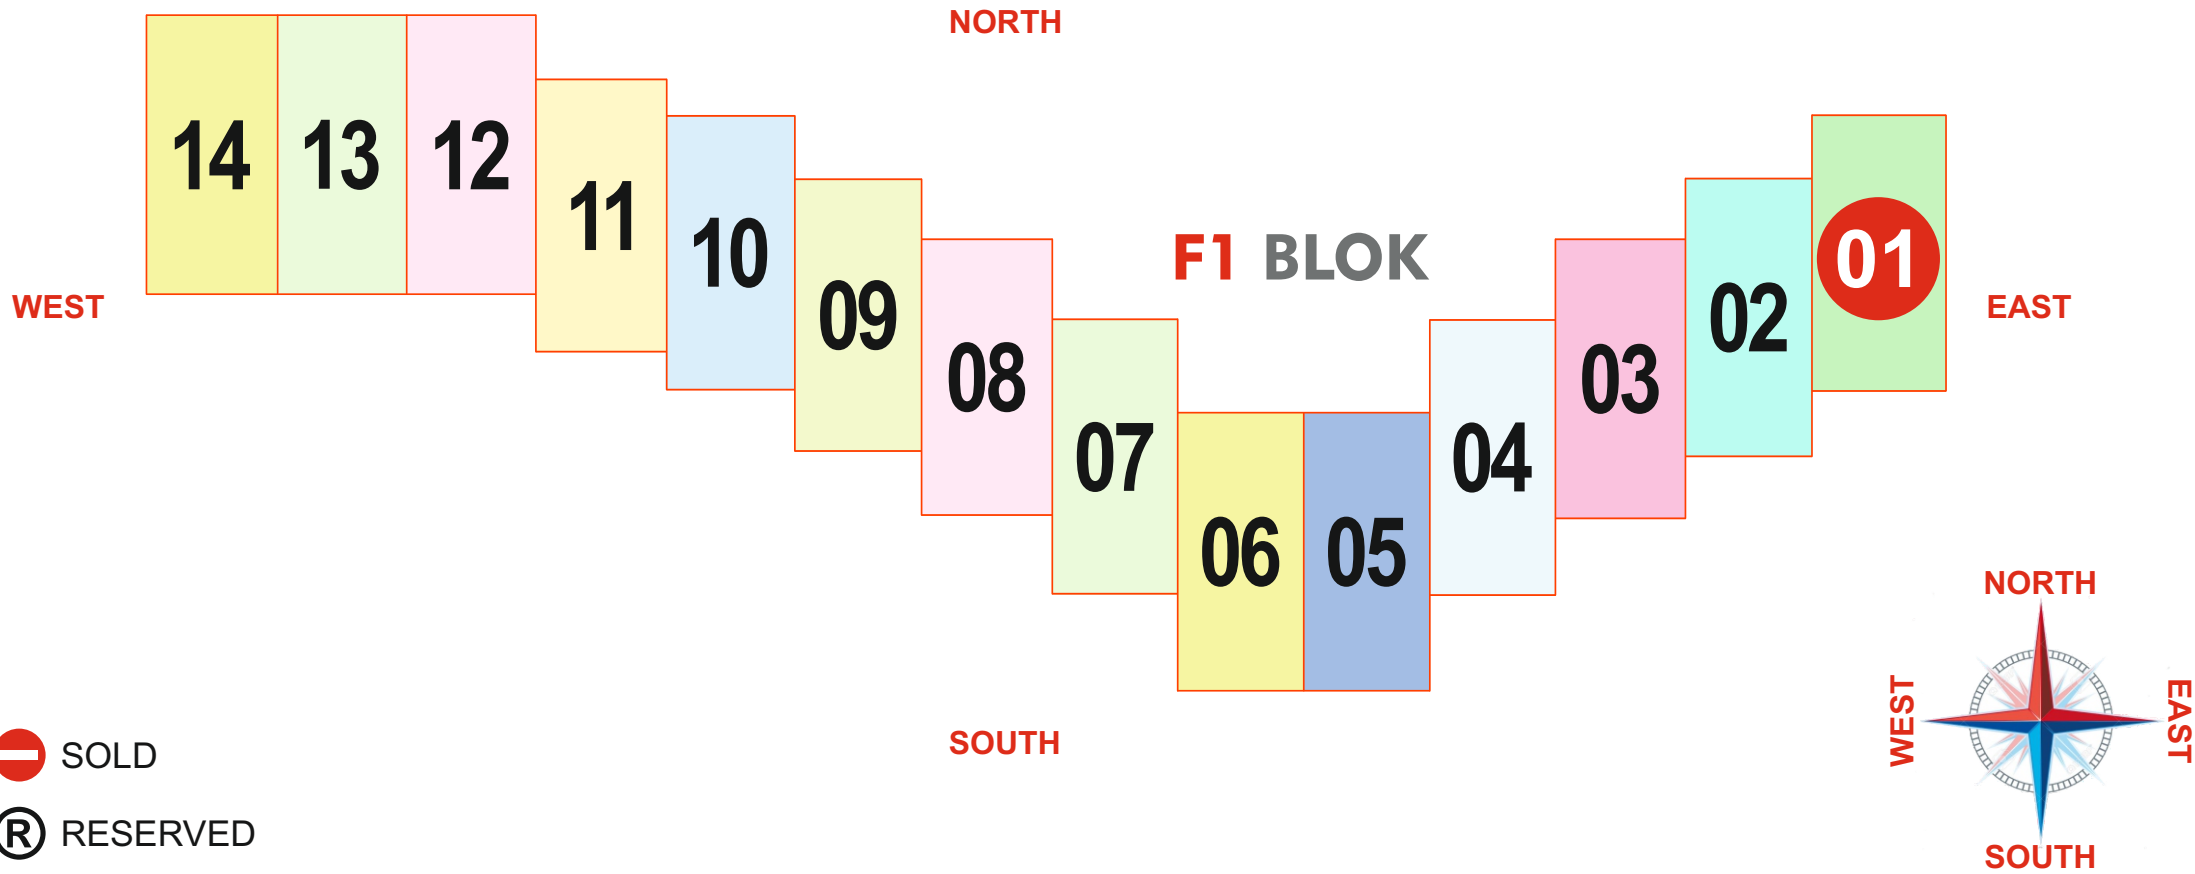 NORTH
14
13
12
11
10
09
08
07
06
05
04
03
02
01
F1 BLOK
WEST
EAST
SOUTH
SOLD
® RESERVED
NORTH
WEST
EAST
SOUTH